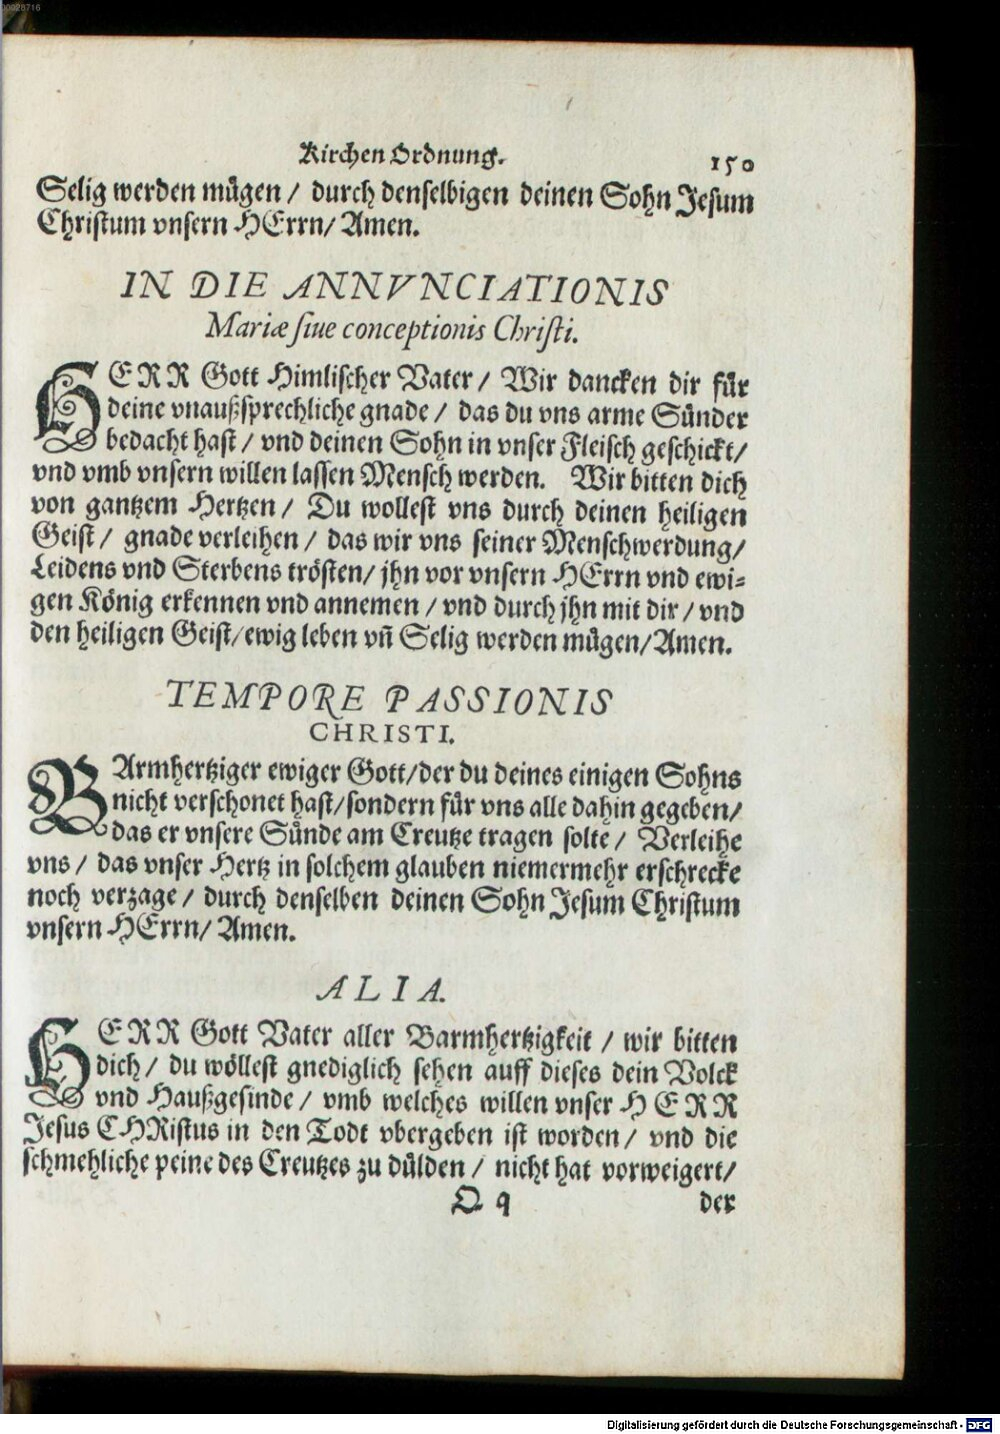 00028716
Kirchen Ordnung. 150
Selig werden mügen / durch denselbigen deinen Sohn Jesum
Christum vnsern HErrn/ Amen.
IN DIE ANNVNCIATIONIS
Mariæ siue conceptionis Christi.
HERR Gott Himlischer Vater / Wir dancken dir für
deine vnaußsprechliche gnade / das du vns arme Sünder
bedacht hast / vnd deinen Sohn in vnser Fleisch geschickt/
vnd vmb vnsern willen lassen Mensch werden. Wir bitten dich
von gantzem Hertzen / Du wollest vns durch deinen heiligen
Geist / gnade verleihen / das wir vns seiner Menschwerdung/
Leidens vnd Sterbens trösten/ jhn vor vnsern HErrn vnd ewi=
gen König erkennen vnd annemen / vnd durch jhn mit dir / vnd
den heiligen Geist/ewig leben vn̄ Selig werden mügen/Amen.
TEMPORE PASSIONIS
CHRISTI.
BArmhertziger ewiger Gott/der du deines einigen Sohns
nicht verschonet hast/sondern für vns alle dahin gegeben/
das er vnsere Sünde am Creutze tragen solte / Verleihe
vns / das vnser Hertz in solchem glauben niemermehr erschrecke
noch verzage / durch denselben deinen Sohn Jesum Christum
vnsern HErrn/ Amen.
ALIA.
HERR Gott Vater aller Barmhertzigkeit / wir bitten
dich / du wöllest gnediglich sehen auff dieses dein Volck
vnd Haußgesinde / vmb welches willen vnser HERR
Jesus CHRistus in den Todt vbergeben ist worden / vnd die
schmehliche peine des Creutzes zu dülden / nicht hat vorweigert/
Q q der
Digitalisierung gefördert durch die Deutsche Forschungsgemeinschaft - DFG